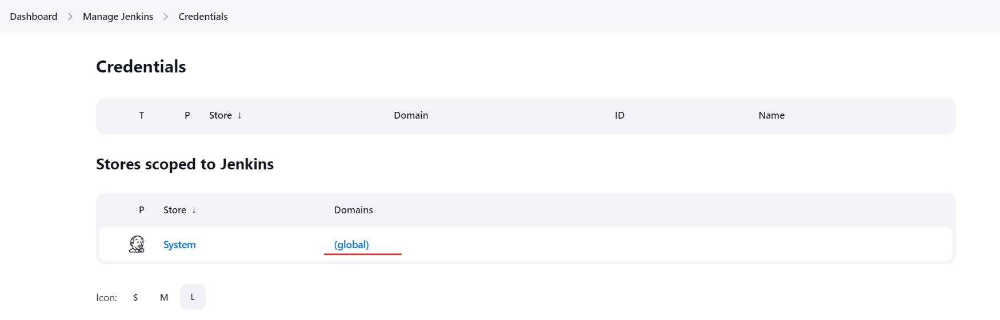 Dashboard > Manage Jenkins > Credentials
Credentials
T P Store ↓ Domain ID Name
Stores scoped to Jenkins
P Store ↓ Domains
System (global)
Icon: S M L